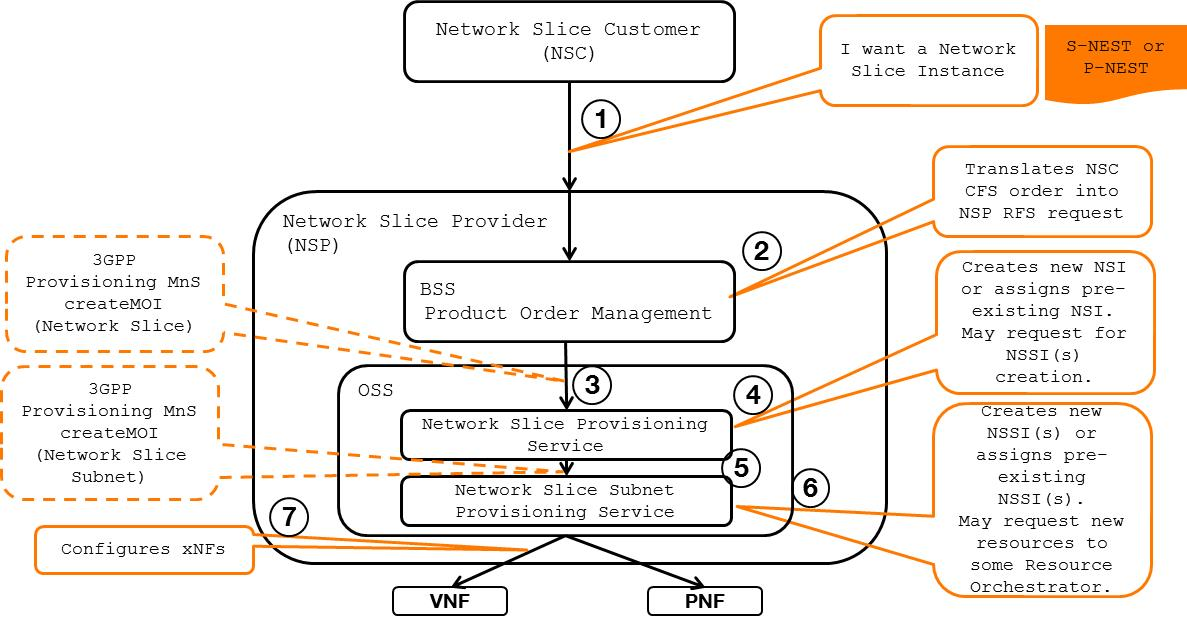 Network Slice Customer
(NSC)
I want a Network
Slice Instance
S-NEST or
P-NEST
1
Translates NSC
CFS order into
NSP RFS request
Network Slice Provider
(NSP)
2
3GPP
Provisioning MnS
createMOI
(Network Slice)
BSS
Product Order Management
Creates new NSI
or assigns pre-
existing NSI.
May request for
NSSI(s)
creation.
3
OSS
4
3GPP
Provisioning MnS
createMOI
(Network Slice
Subnet)
Network Slice Provisioning
Service
5
Network Slice Subnet
Provisioning Service
6
Creates new
NSSI(s) or
assigns pre-
existing
NSSI(s).
May request new
resources to
some Resource
Orchestrator.
7
Configures xNFs
VNF
PNF